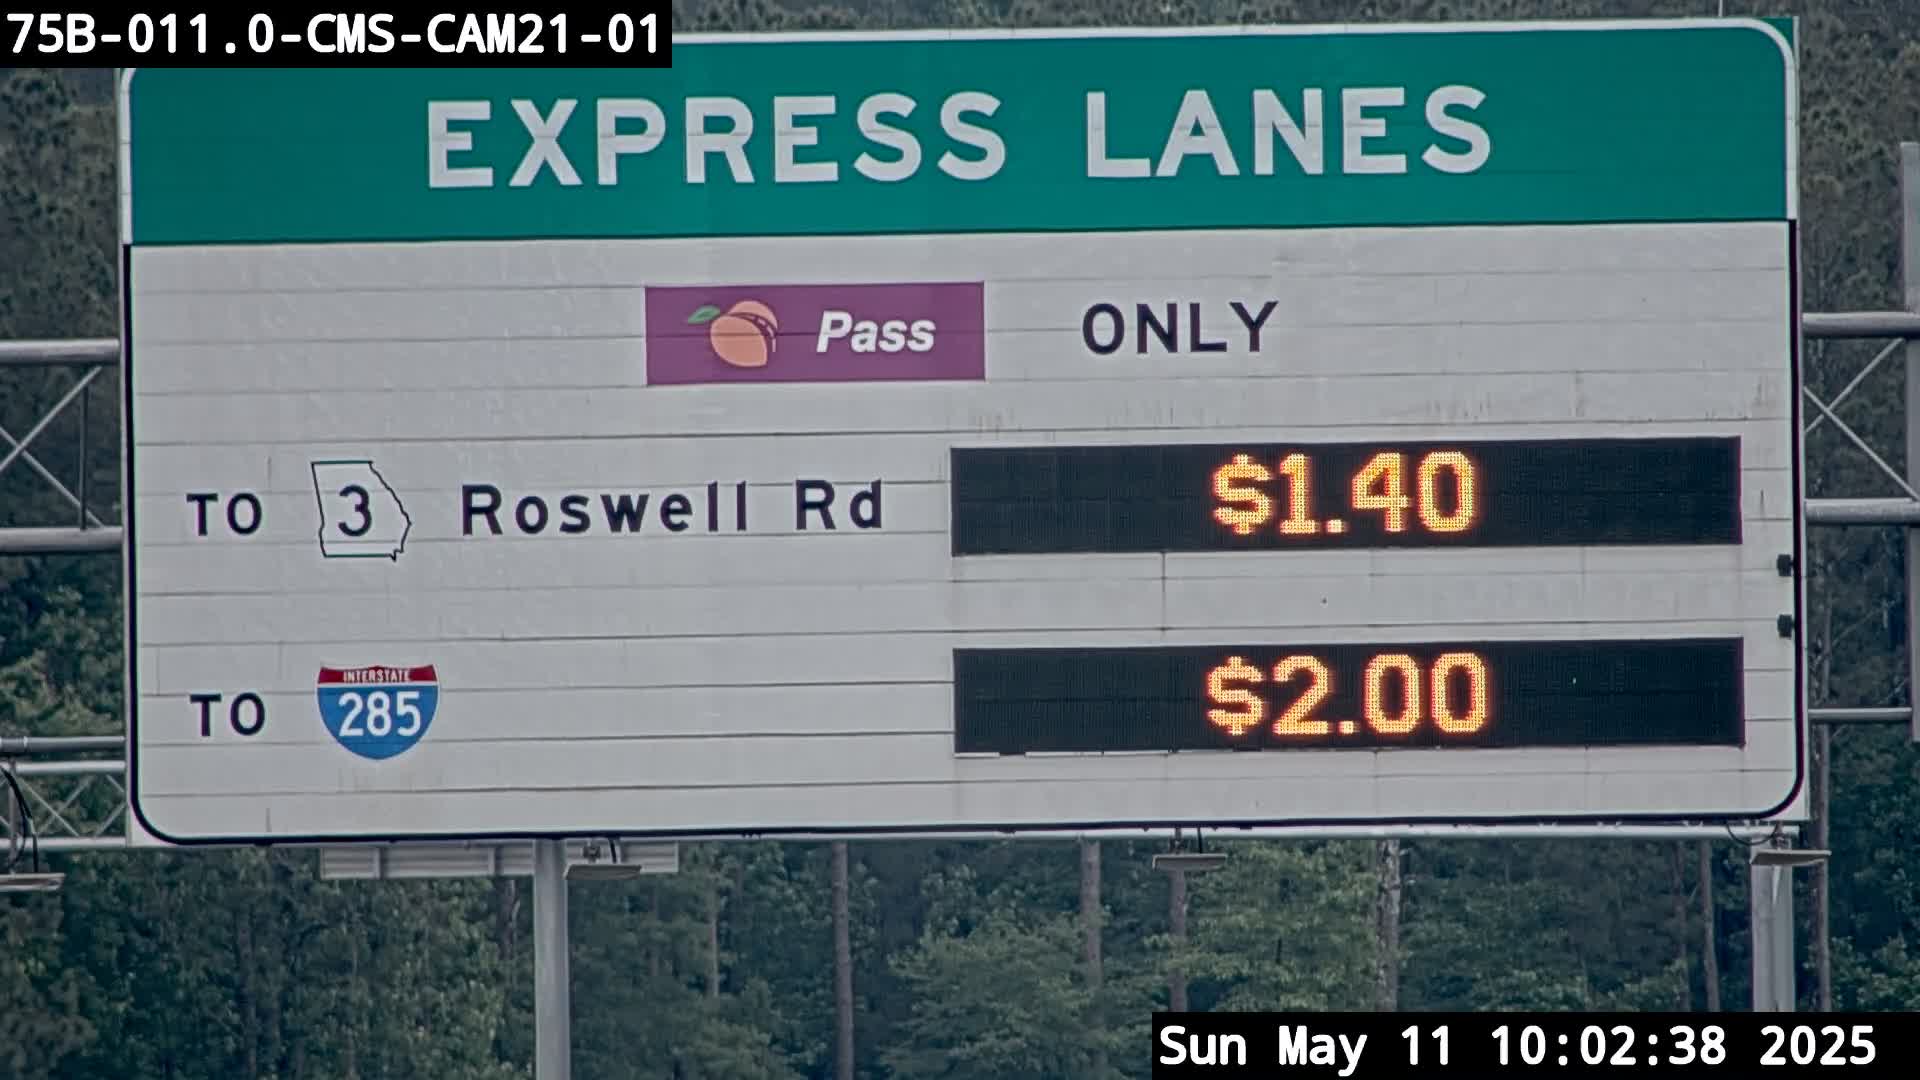 75B-011.0-CMS-CAM21-01
EXPRESS LANES
Pass ONLY
TO 3 Roswell Rd $1.40
TO INTERSTATE 285 $2.00
Sun May 11 10:02:38 2025